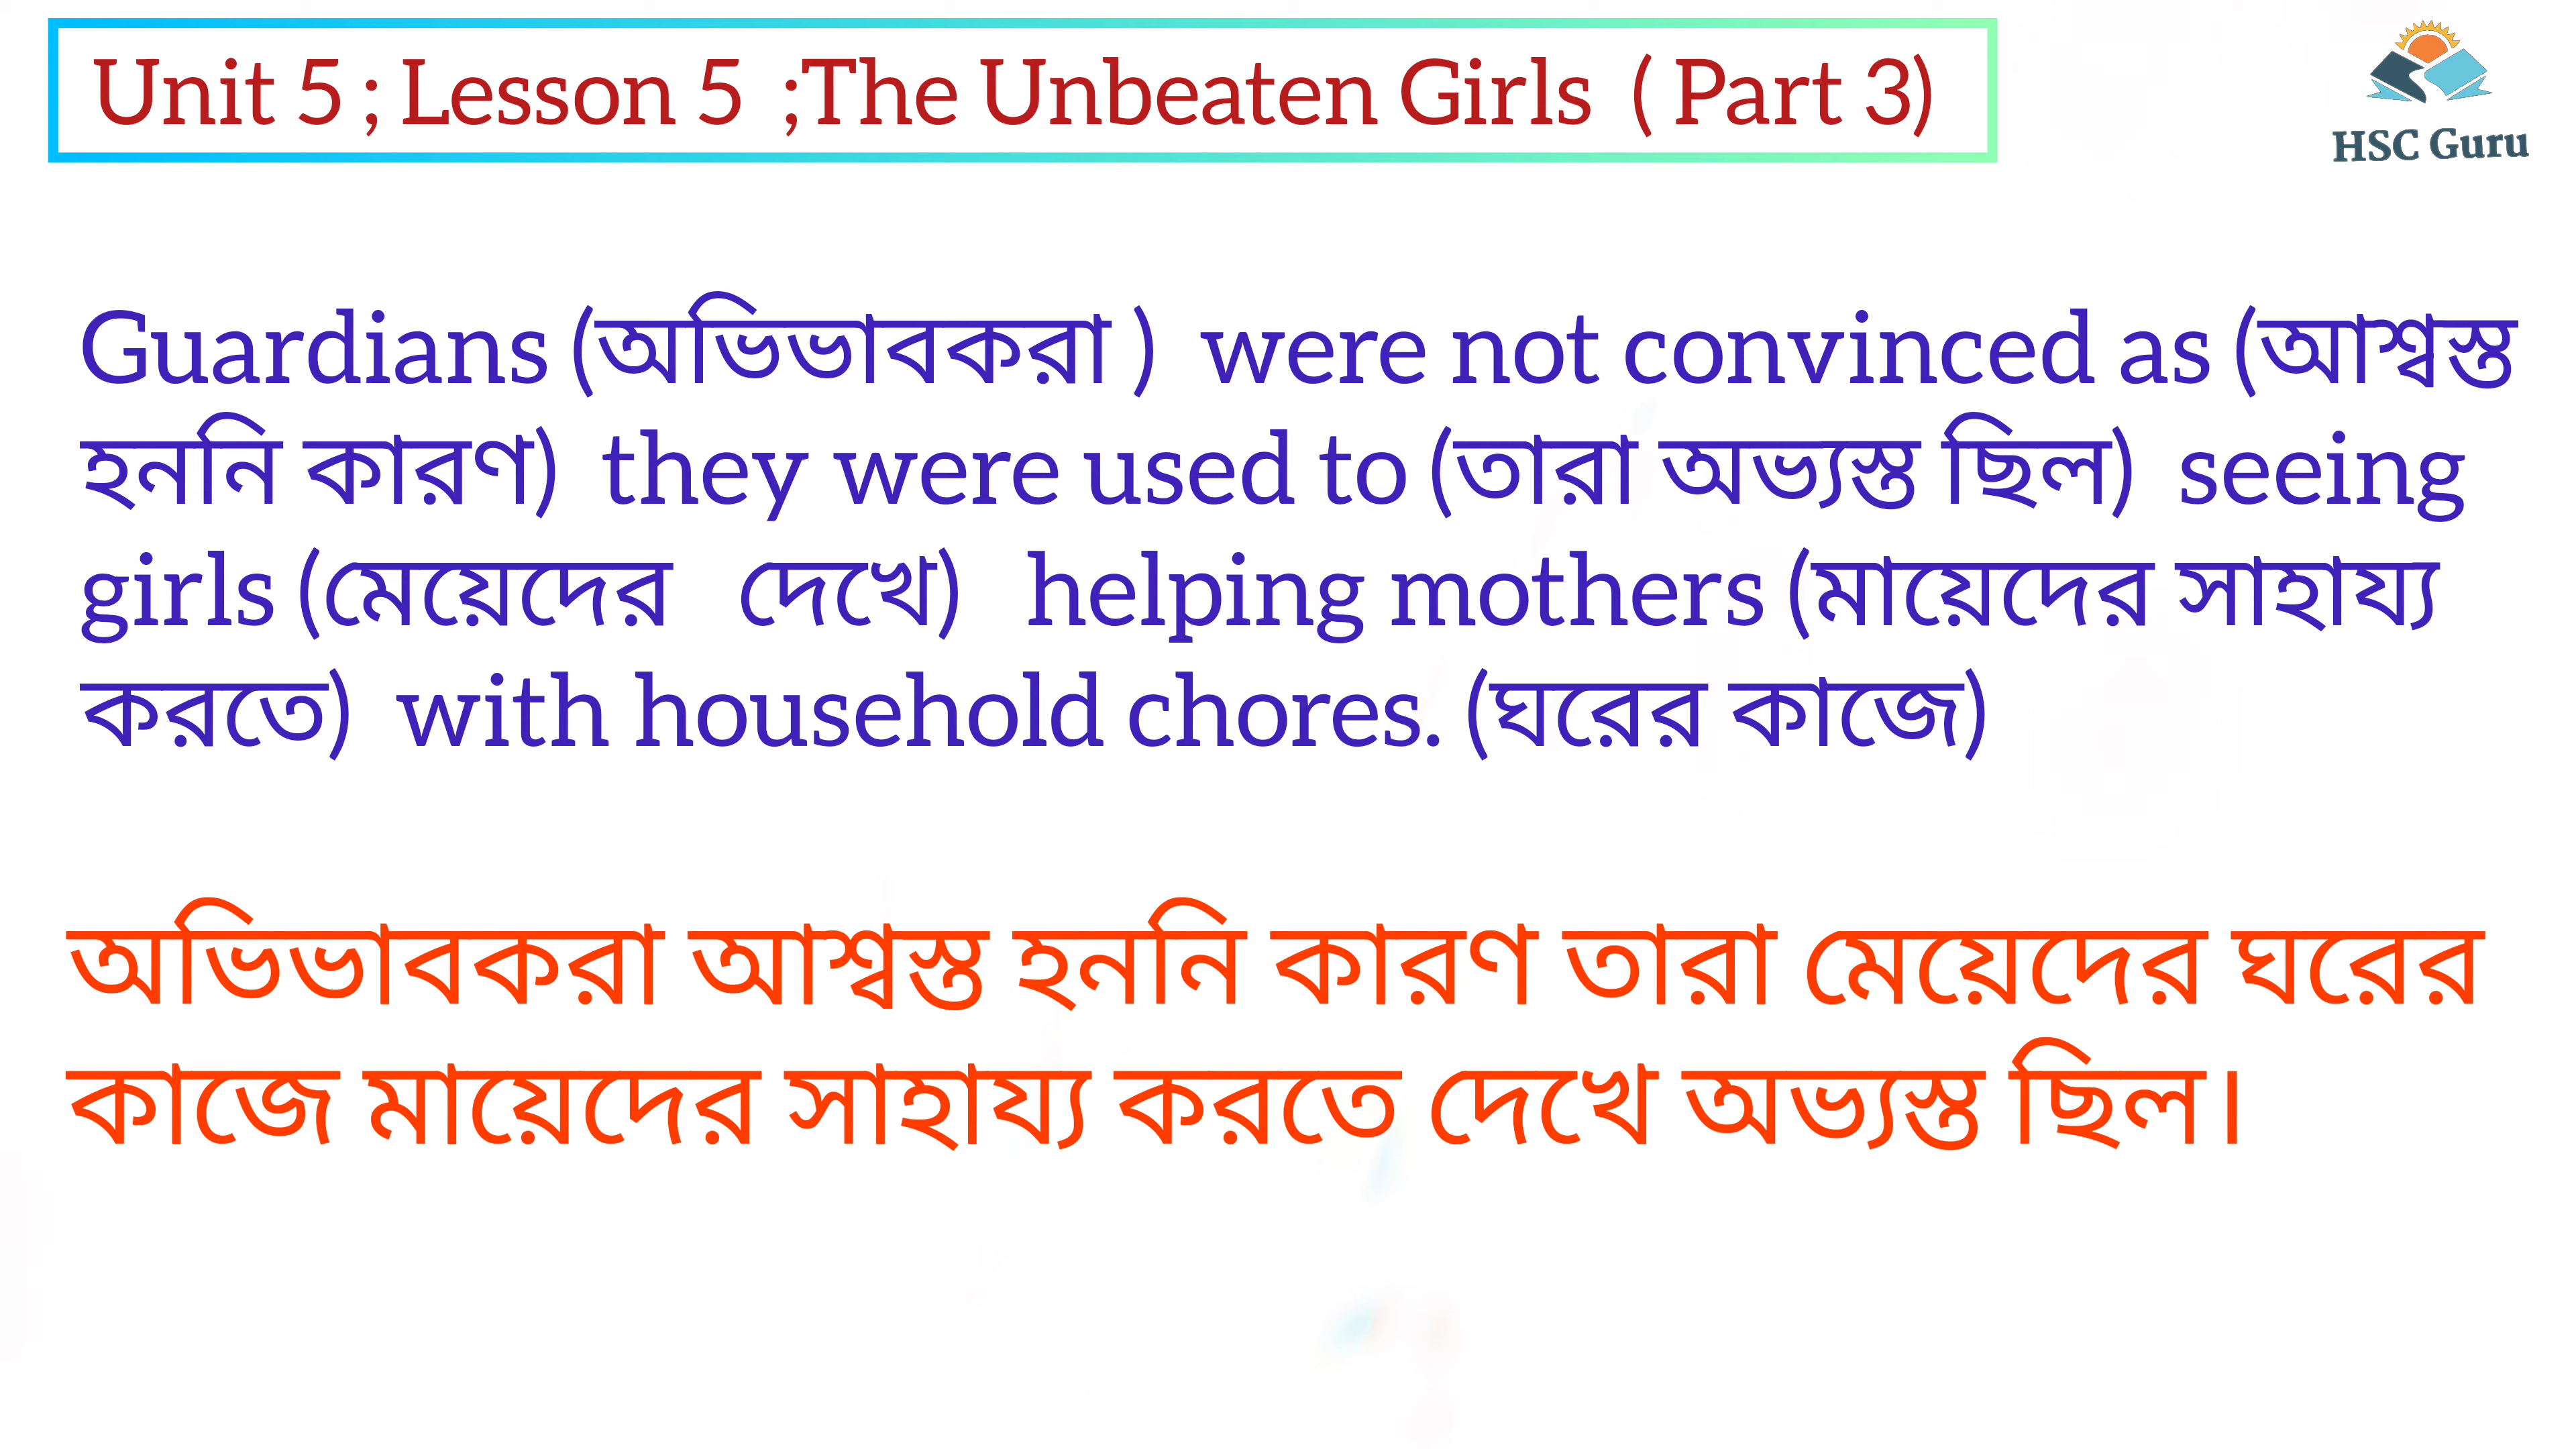 Unit 5 ; Lesson 5 ;The Unbeaten Girls ( Part 3)
HSC Guru
Guardians (অভিভাবকরা ) were not convinced as (আশ্বস্ত
হননি কারণ) they were used to (তারা অভ্যস্ত ছিল) seeing
girls (মেয়েদের দেখে) helping mothers (মায়েদের সাহায্য
করতে) with household chores. (ঘরের কাজে)
অভিভাবকরা আশ্বস্ত হননি কারণ তারা মেয়েদের ঘরের
কাজে মায়েদের সাহায্য করতে দেখে অভ্যস্ত ছিল।